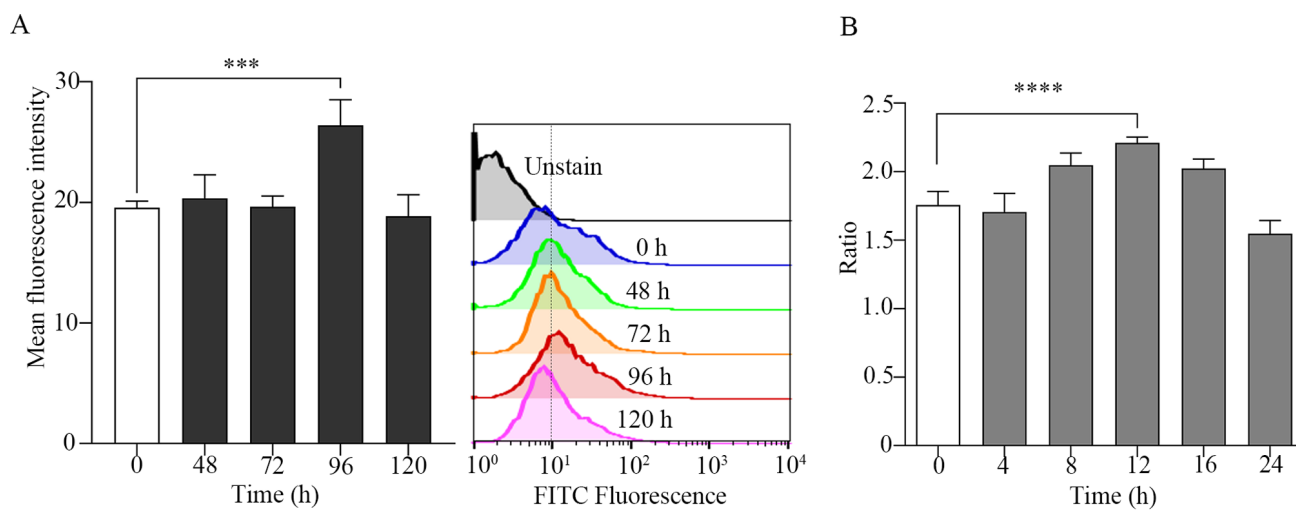 A
B
***
****
Mean fluorescence intensity
30
20
10
0
0 48 72 96 120
Time (h)
Unstain
0 h
48 h
72 h
96 h
120 h
10⁰ 10¹ 10² 10³ 10⁴
FITC Fluorescence
Ratio
2.5
2.0
1.5
1.0
0.5
0
0 4 8 12 16 24
Time (h)